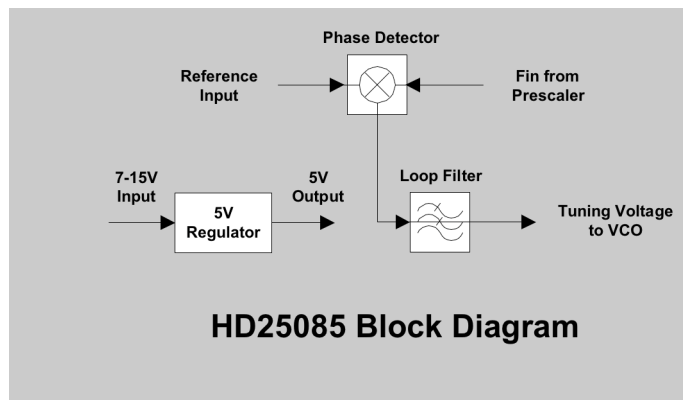 Phase Detector
Reference
Input
Fin from
Prescaler
7-15V
Input
5V
Output
Loop Filter
5V
Regulator
Tuning Voltage
to VCO
HD25085 Block Diagram